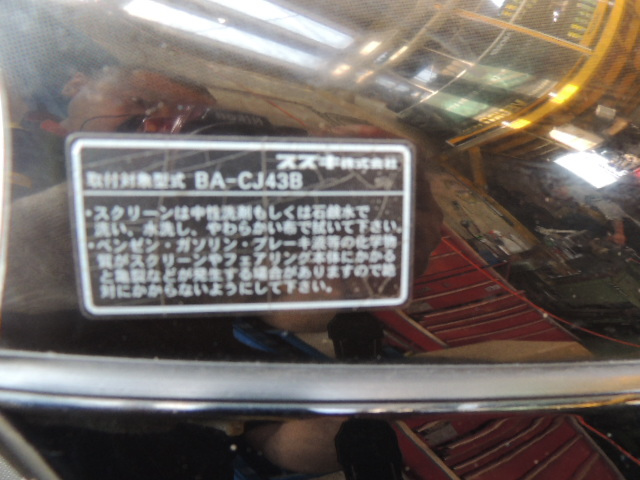 スズキ株式会社
取付対象型式 BA-CJ43B
・スクリーンは中性洗剤もしくは石鹸水で
洗い、水洗し、やわらかい布で拭いて下さい。
・ベンゼン・ガソリン・ブレーキ液等の化学物
質がスクリーンやフェアリング本体にかかる
と亀裂などが発生する場合がありますので絶
対にかからないようにして下さい。